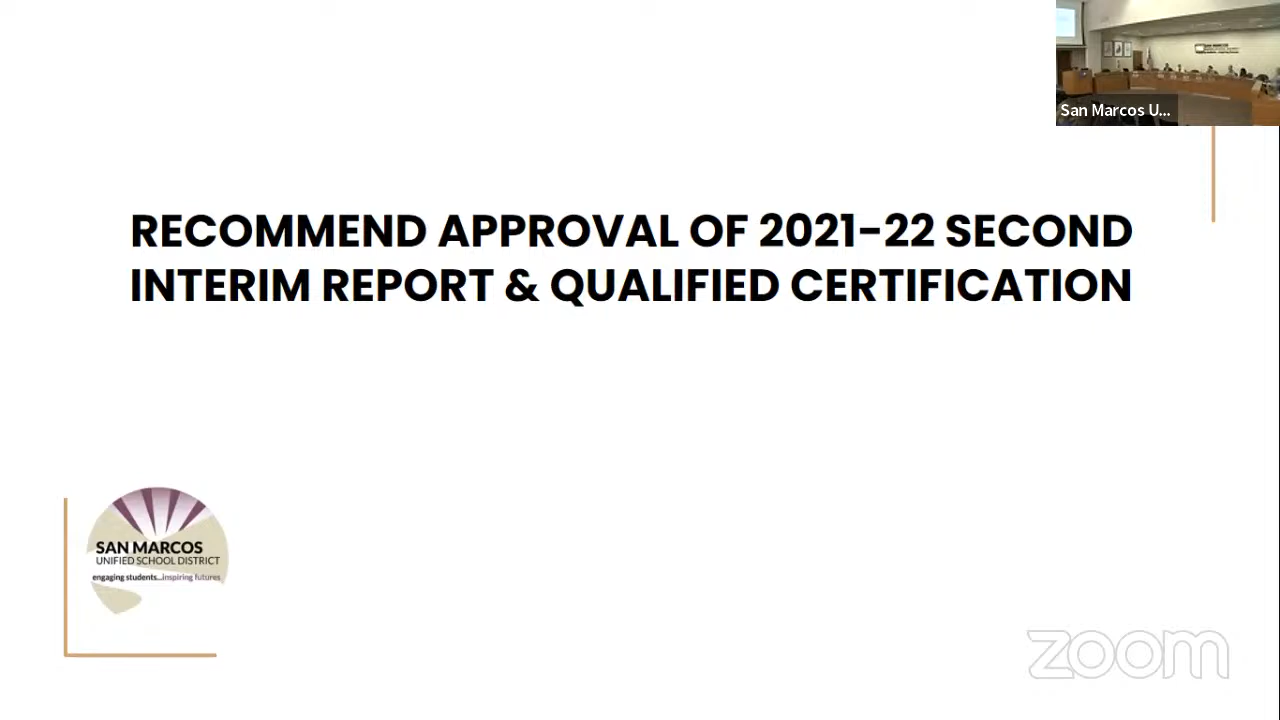 San Marcos U...
RECOMMEND APPROVAL OF 2021-22 SECOND
INTERIM REPORT & QUALIFIED CERTIFICATION
SAN MARCOS
UNIFIED SCHOOL DISTRICT
engaging students...inspiring futures
zoom